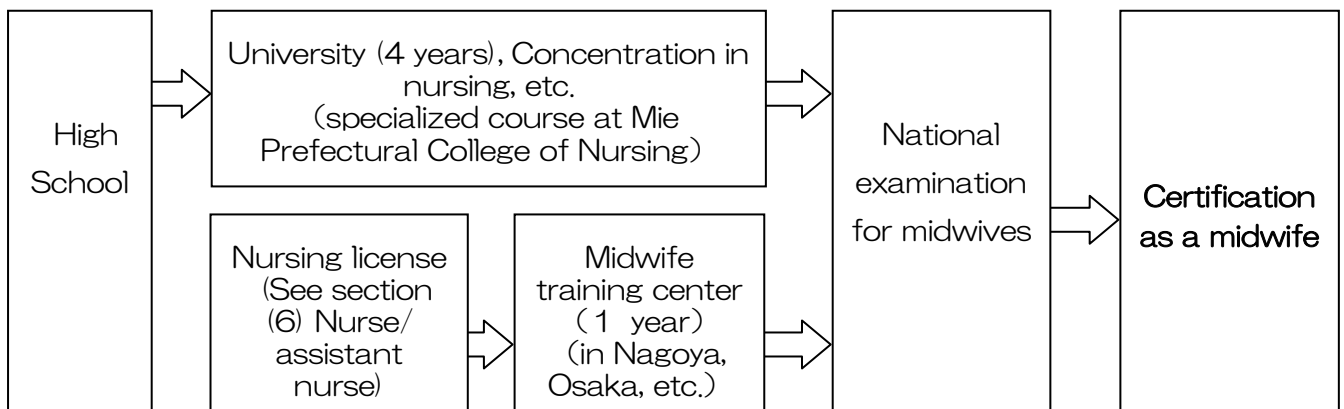 High
School
University (4 years), Concentration in
nursing, etc.
(specialized course at Mie
Prefectural College of Nursing)
Nursing license
(See section
(6) Nurse/
assistant
nurse)
Midwife
training center
(1 year)
(in Nagoya,
Osaka, etc.)
National
examination
for midwives
Certification
as a midwife